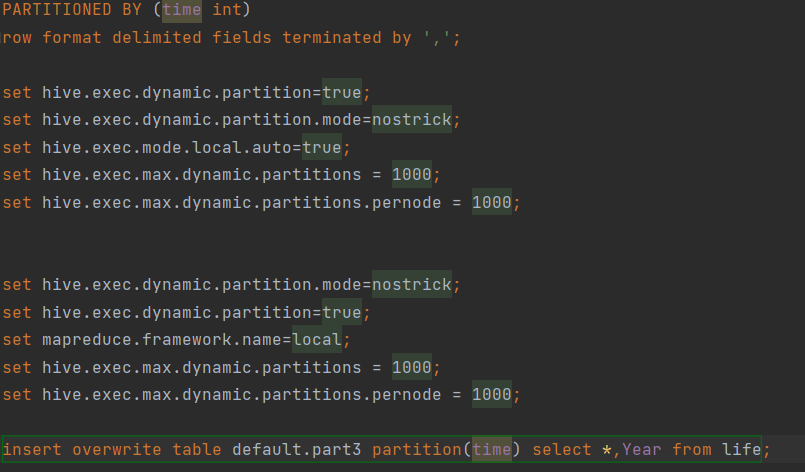 PARTITIONED BY (time int)
row format delimited fields terminated by ',';
set hive.exec.dynamic.partition=true;
set hive.exec.dynamic.partition.mode=nostrick;
set hive.exec.mode.local.auto=true;
set hive.exec.max.dynamic.partitions = 1000;
set hive.exec.max.dynamic.partitions.pernode = 1000;
set hive.exec.dynamic.partition.mode=nostrick;
set hive.exec.dynamic.partition=true;
set mapreduce.framework.name=local;
set hive.exec.max.dynamic.partitions = 1000;
set hive.exec.max.dynamic.partitions.pernode = 1000;
insert overwrite table default.part3 partition(time) select *,Year from life;